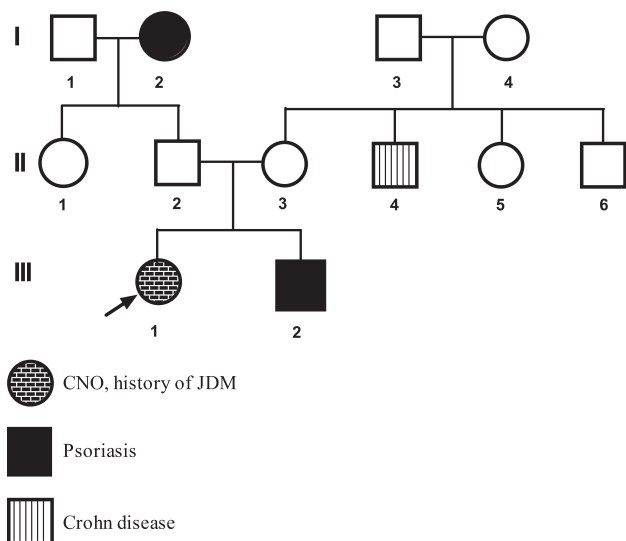 I
1 2 3 4
II
1 2 3 4 5 6
III
1 2
CNO, history of JDM
Psoriasis
Crohn disease